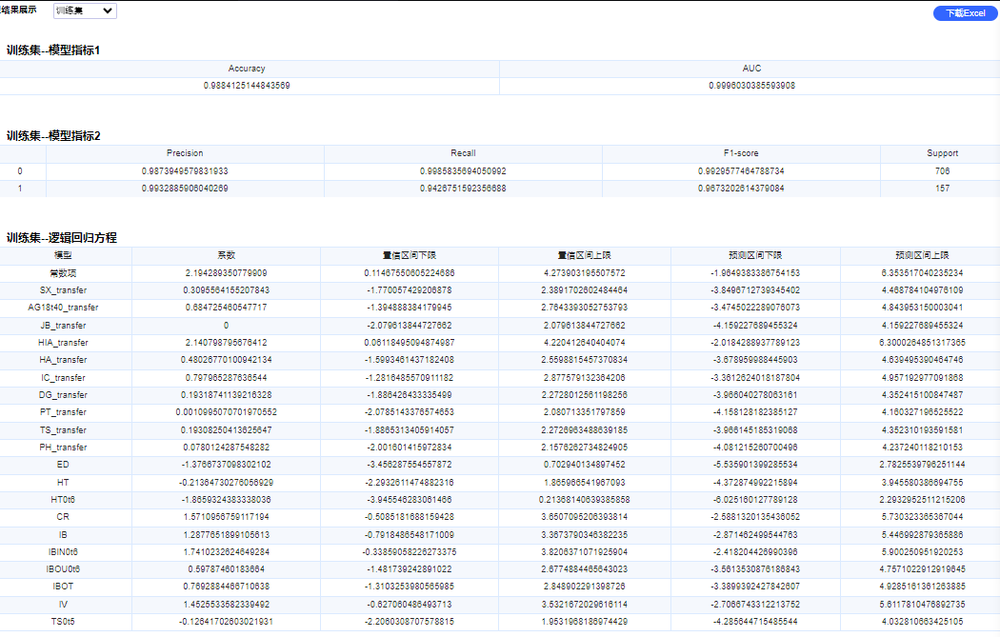 结果展示 训练集 下载Excel
训练集--模型指标1
Accuracy AUC
0.9884125144843569 0.9996030385593908
训练集--模型指标2
Precision Recall F1-score Support
0 0.9873949579831933 0.9985835694050992 0.9929577464788734 706
1 0.9932885906040269 0.9426751592356688 0.9673202614379084 157
训练集--逻辑回归方程
模型 系数 置信区间下限 置信区间上限 预测区间下限 预测区间上限
常数项 2.194289350779909 0.11467550605224686 4.273903195507572 -1.9649383386754153 6.353517040235234
SX_transfer 0.3095564155207843 -1.770057429206878 2.3891702602484464 -3.8496712739345402 4.468784104976109
AG18t40_transfer 0.684725460547717 -1.394888384179945 2.7643393052753793 -3.4745022289076073 4.843953150003041
JB_transfer 0 -2.079613844727662 2.079613844727662 -4.159227689455324 4.159227689455324
HIA_transfer 2.140798795676412 0.06118495094874987 4.220412640404074 -2.0184288937789123 6.3000264851317365
HA_transfer 0.48026770100942134 -1.5993461437182408 2.5598815457370834 -3.678959988445903 4.639495390464746
IC_transfer 0.797965287636544 -1.2816485570911182 2.877579132364206 -3.3612624018187804 4.957192977091868
DG_transfer 0.19318741139216328 -1.886426433335499 2.2728012561198256 -3.966040278063161 4.352415100847487
PT_transfer 0.0010995070701970552 -2.0785143376574653 2.080713351797859 -4.158128182385127 4.160327196525522
TS_transfer 0.19308250413625647 -1.8865313405914057 2.2726963488639185 -3.966145185319068 4.352310193591581
PH_transfer 0.0780124287548282 -2.001601415972834 2.1576262734824905 -4.081215260700496 4.237240118210153
ED -1.3766737098302102 -3.456287554557872 0.702940134897452 -5.535901399285534 2.7825539796251144
HT -0.21364730276056929 -2.2932611474882316 1.865966541967093 -4.372874992215894 3.945580386694755
HT0t6 -1.8659324383338036 -3.945546283061466 0.21368140639385858 -6.025160127789128 2.2932952511215206
CR 1.5710956759117194 -0.5085181688159428 3.6507095206393814 -2.5881320135436052 5.730323365367044
IB 1.2877651899105613 -0.7918486548171009 3.3673790346382235 -2.871462499544763 5.446992879365886
IBIN0t6 1.7410232624649284 -0.33859058226273375 3.8206371071925904 -2.418204426990396 5.900250951920253
IBOU0t6 0.59787460183664 -1.481739242891022 2.6774884465643023 -3.5613530876186843 4.7571022912919645
IBOT 0.7692884466710638 -1.3103253980565985 2.848902291398726 -3.3899392427842607 4.9285161361263885
IV 1.4525533582339492 -0.627060486493713 3.5321672029616114 -2.7066743312213752 5.6117810476892735
TS0t5 -0.12641702603021931 -2.2060308707578815 1.9531968186974429 -4.285644715485544 4.032810663425105